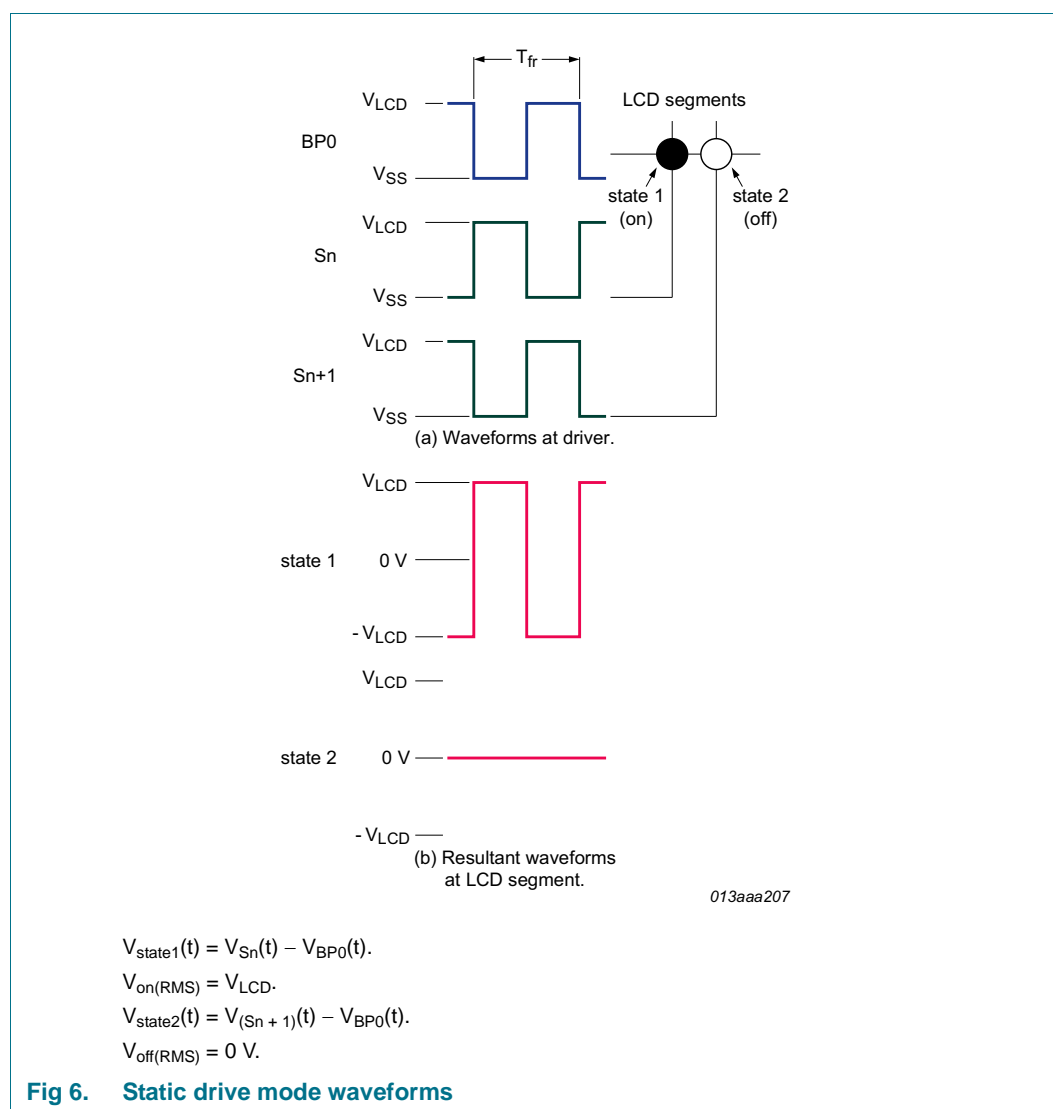 Tfr
VLCD
LCD segments
BP0
VSS
state 1
(on)
state 2
(off)
VLCD
Sn
VSS
VLCD
Sn+1
VSS
(a) Waveforms at driver.
VLCD
state 1
0 V
- VLCD
VLCD
state 2
0 V
- VLCD
(b) Resultant waveforms
at LCD segment.
013aaa207
Vstate1(t) = VSn(t) − VBP0(t).
Von(RMS) = VLCD.
Vstate2(t) = V(Sn + 1)(t) − VBP0(t).
Voff(RMS) = 0 V.
Fig 6. Static drive mode waveforms